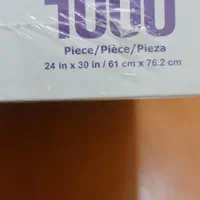 1000
Piece/Pièce/Pieza
24 in x 30 in / 61 cm x 76.2 cm